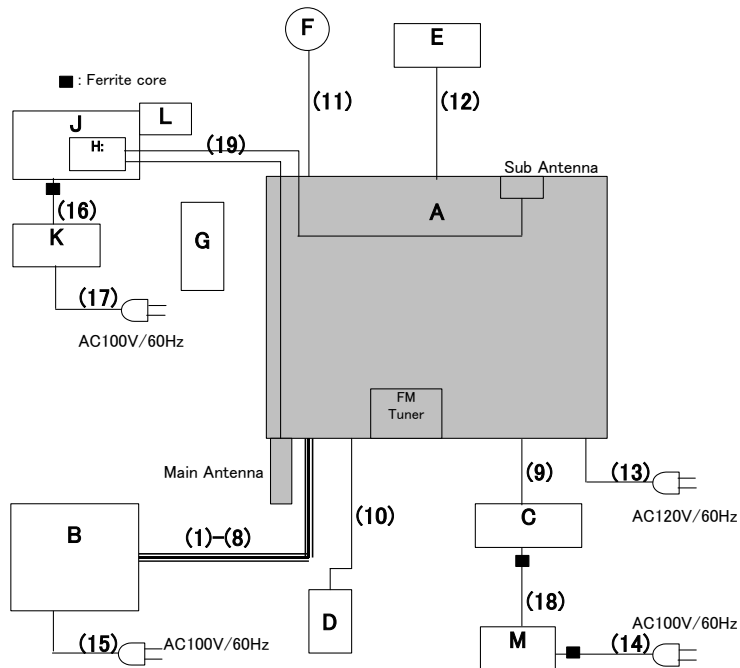 F
E
■ : Ferrite core
(11)
(12)
J
L
H:
(19)
Sub Antenna
(16)
A
K
G
(17)
AC100V/60Hz
FM
Tuner
Main Antenna
(9)
(13)
(10)
AC120V/60Hz
B
(1)-(8)
C
(18)
D
M
AC100V/60Hz
(15)
AC100V/60Hz
(14)